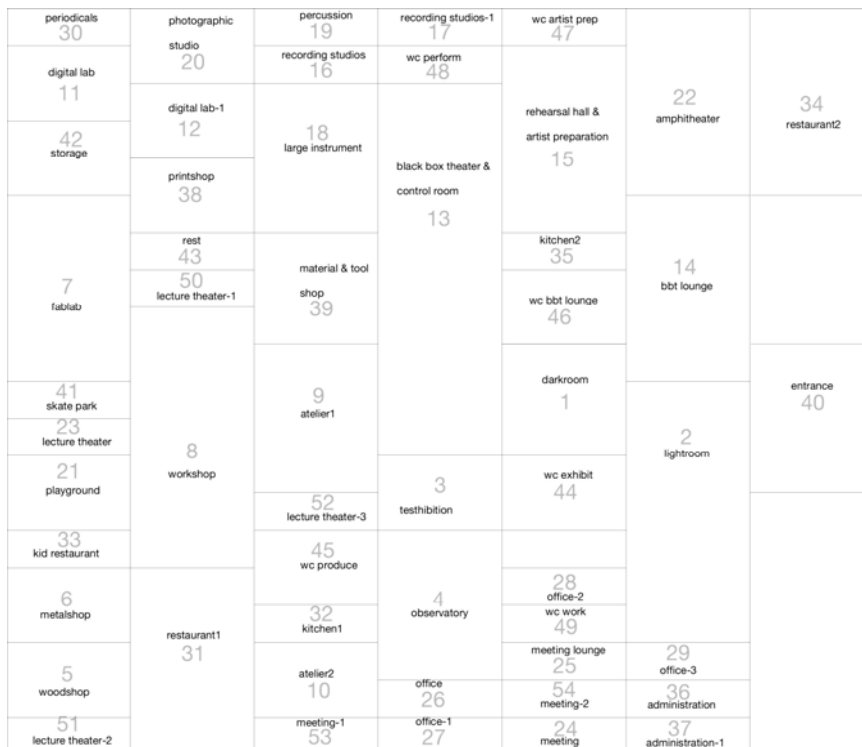 periodicals
30
digital lab
11
42
storage
7
fablab
41
skate park
23
lecture theater
21
playground
33
kid restaurant
6
metalshop
5
woodshop
51
lecture theater-2
photographic
studio
20
digital lab-1
12
printshop
38
rest
43
50
lecture theater-1
8
workshop
restaurant1
31
percussion
19
recording studios
16
18
large instrument
material & tool
shop
39
9
atelier1
52
lecture theater-3
45
wc produce
32
kitchen1
atelier2
10
meeting-1
53
recording studios-1
17
wc perform
48
black box theater &
control room
13
3
testhibition
4
observatory
office
26
office-1
27
wc artist prep
47
rehearsal hall &
artist preparation
15
kitchen2
35
wc bbt lounge
46
darkroom
1
wc exhibit
44
28
office-2
wc work
49
meeting lounge
25
54
meeting-2
24
meeting
22
amphitheater
14
bbt lounge
2
lightroom
29
office-3
36
administration
37
administration-1
34
restaurant2
entrance
40